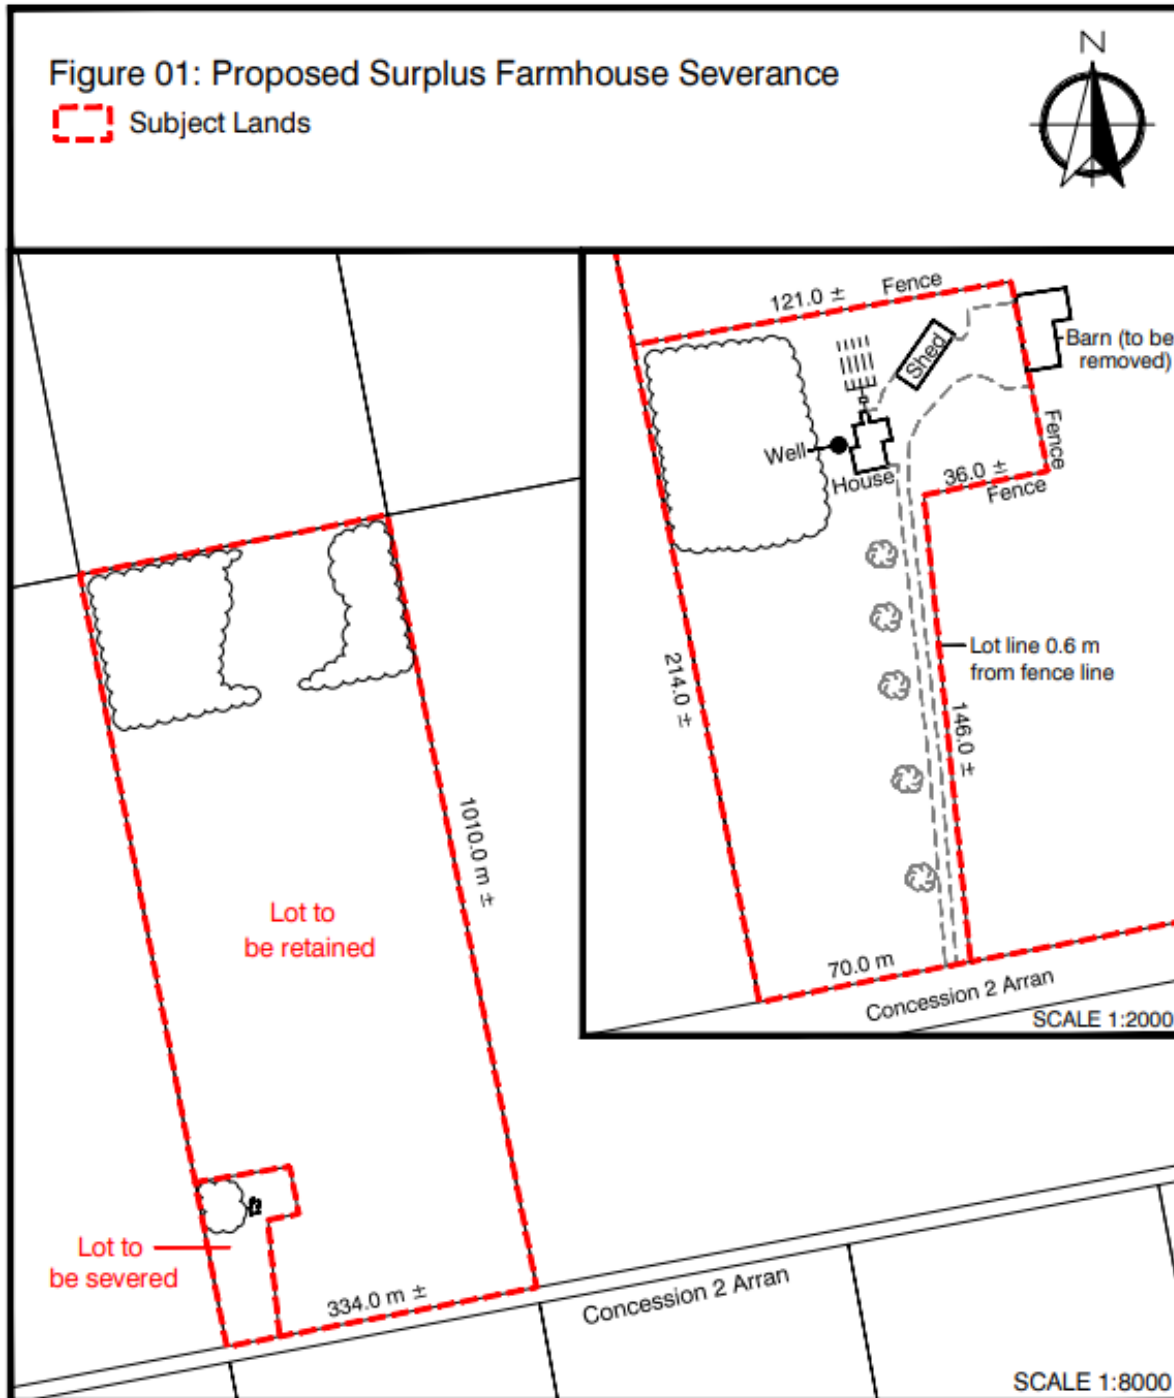 Figure 01: Proposed Surplus Farmhouse Severance
Subject Lands
N
121.0 ±
Fence
Shed
Barn (to be
removed)
Well
House
Fence
36.0 ±
Fence
Lot line 0.6 m
from fence line
214.0 ±
146.0 ±
70.0 m
Concession 2 Arran
SCALE 1:2000
1010.0 m ±
Lot to
be retained
Lot to
be severed
334.0 m ±
Concession 2 Arran
SCALE 1:8000